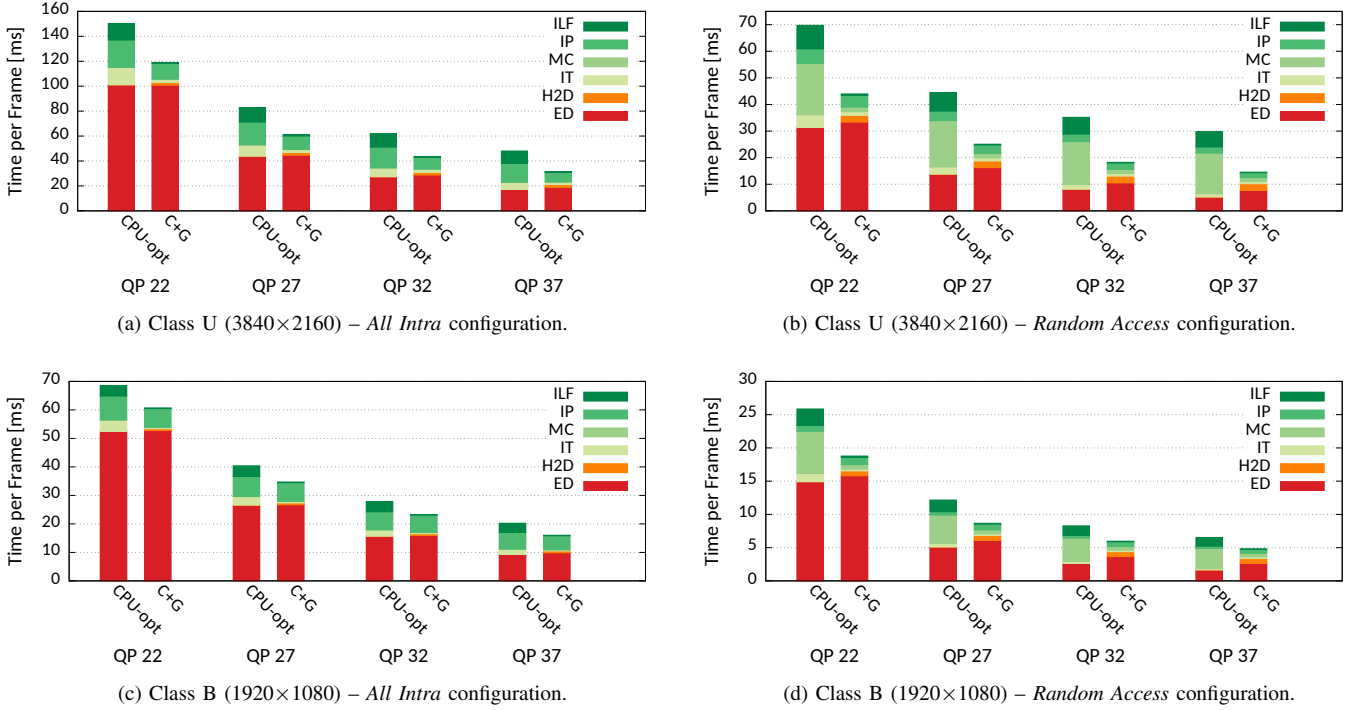 Time per Frame [ms]
160
140
120
100
80
60
40
20
0
ILF
IP
MC
IT
H2D
ED
CPU-opt C+G CPU-opt C+G CPU-opt C+G CPU-opt C+G
QP 22 QP 27 QP 32 QP 37
(a) Class U (3840×2160) – All Intra configuration.
Time per Frame [ms]
70
60
50
40
30
20
10
0
ILF
IP
MC
IT
H2D
ED
CPU-opt C+G CPU-opt C+G CPU-opt C+G CPU-opt C+G
QP 22 QP 27 QP 32 QP 37
(b) Class U (3840×2160) – Random Access configuration.
Time per Frame [ms]
70
60
50
40
30
20
10
0
ILF
IP
MC
IT
H2D
ED
CPU-opt C+G CPU-opt C+G CPU-opt C+G CPU-opt C+G
QP 22 QP 27 QP 32 QP 37
(c) Class B (1920×1080) – All Intra configuration.
Time per Frame [ms]
30
25
20
15
10
5
0
ILF
IP
MC
IT
H2D
ED
CPU-opt C+G CPU-opt C+G CPU-opt C+G CPU-opt C+G
QP 22 QP 27 QP 32 QP 37
(d) Class B (1920×1080) – Random Access configuration.